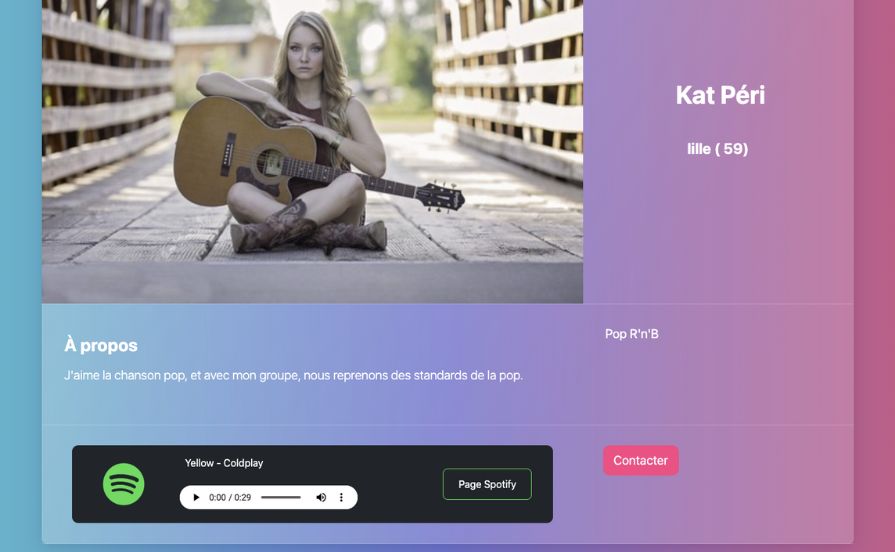 Kat Péri
lille ( 59)
À propos
J'aime la chanson pop, et avec mon groupe, nous reprenons des standards de la pop.
Pop R'n'B
Yellow - Coldplay
0:00 / 0:29
Page Spotify
Contacter